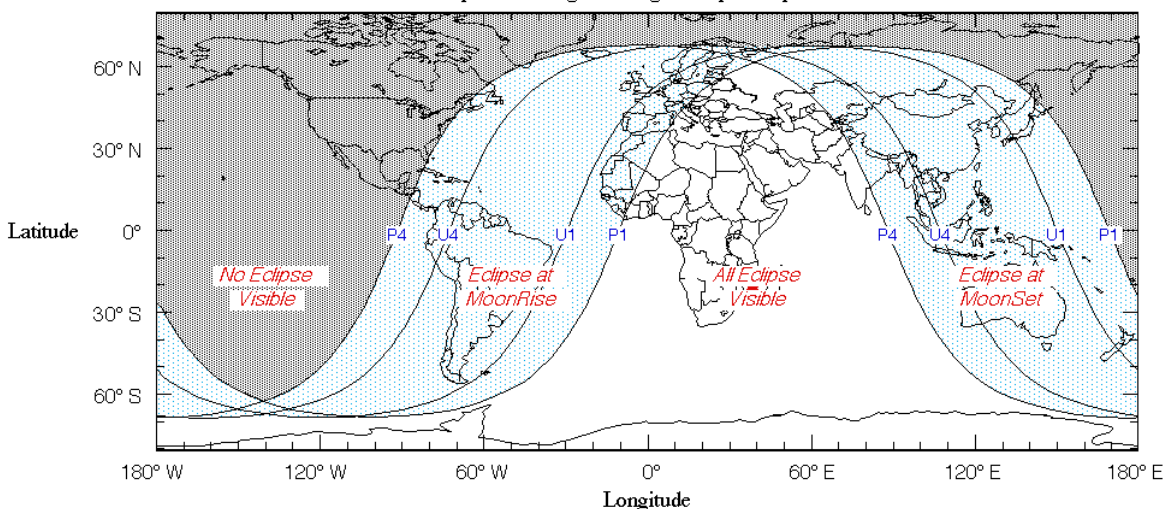 60° N
30° N
Latitude
0°
P4 U4 U1 P1 P4 U4 U1 P1
No Eclipse Visible
Eclipse at MoonRise
All Eclipse Visible
Eclipse at MoonSet
30° S
60° S
180° W 120° W 60° W 0° 60° E 120° E 180° E
Longitude